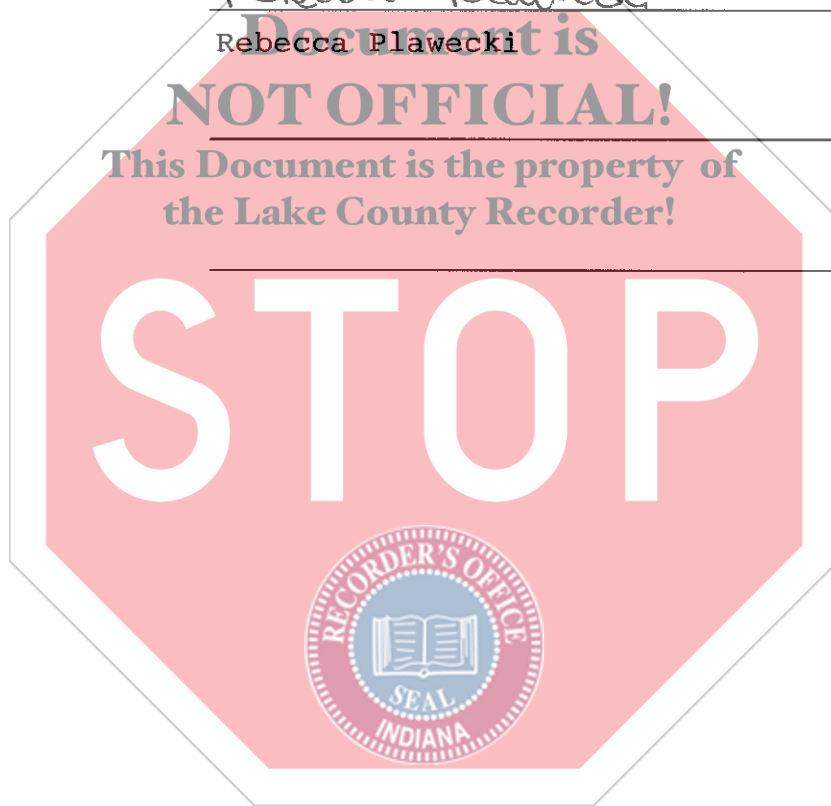 Rebecca Plawecki
Document is
NOT OFFICIAL!
This Document is the property of
the Lake County Recorder!
STOP
RECORDER'S OFFICE
SEAL
INDIANA